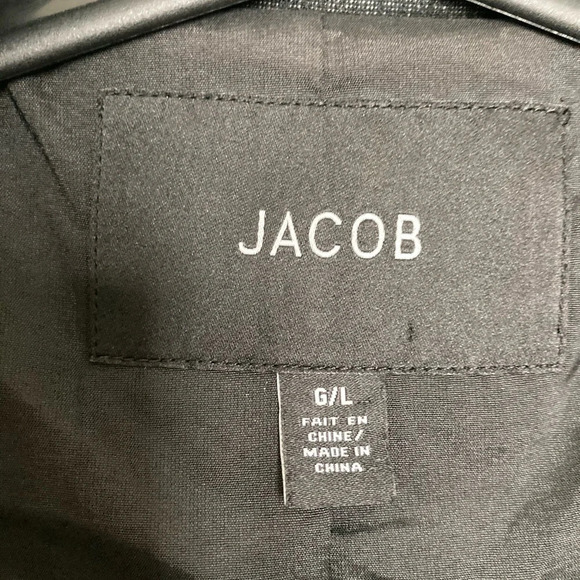 JACOB
G/L
FAIT EN
CHINE/
MADE IN
CHINA